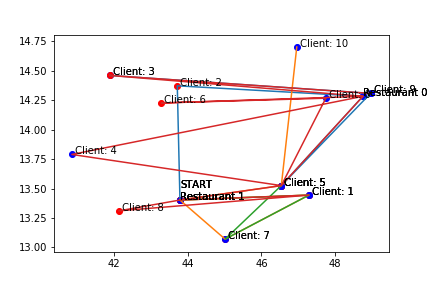 14.75
14.50
14.25
14.00
13.75
13.50
13.25
13.00
42
44
46
48
Client: 10
Client: 3
Client: 2
Client: 9
Restaurant 0
Client:
Client: 6
Client: 4
Client: 5
START
Restaurant 1
Client: 1
Client: 8
Client: 7